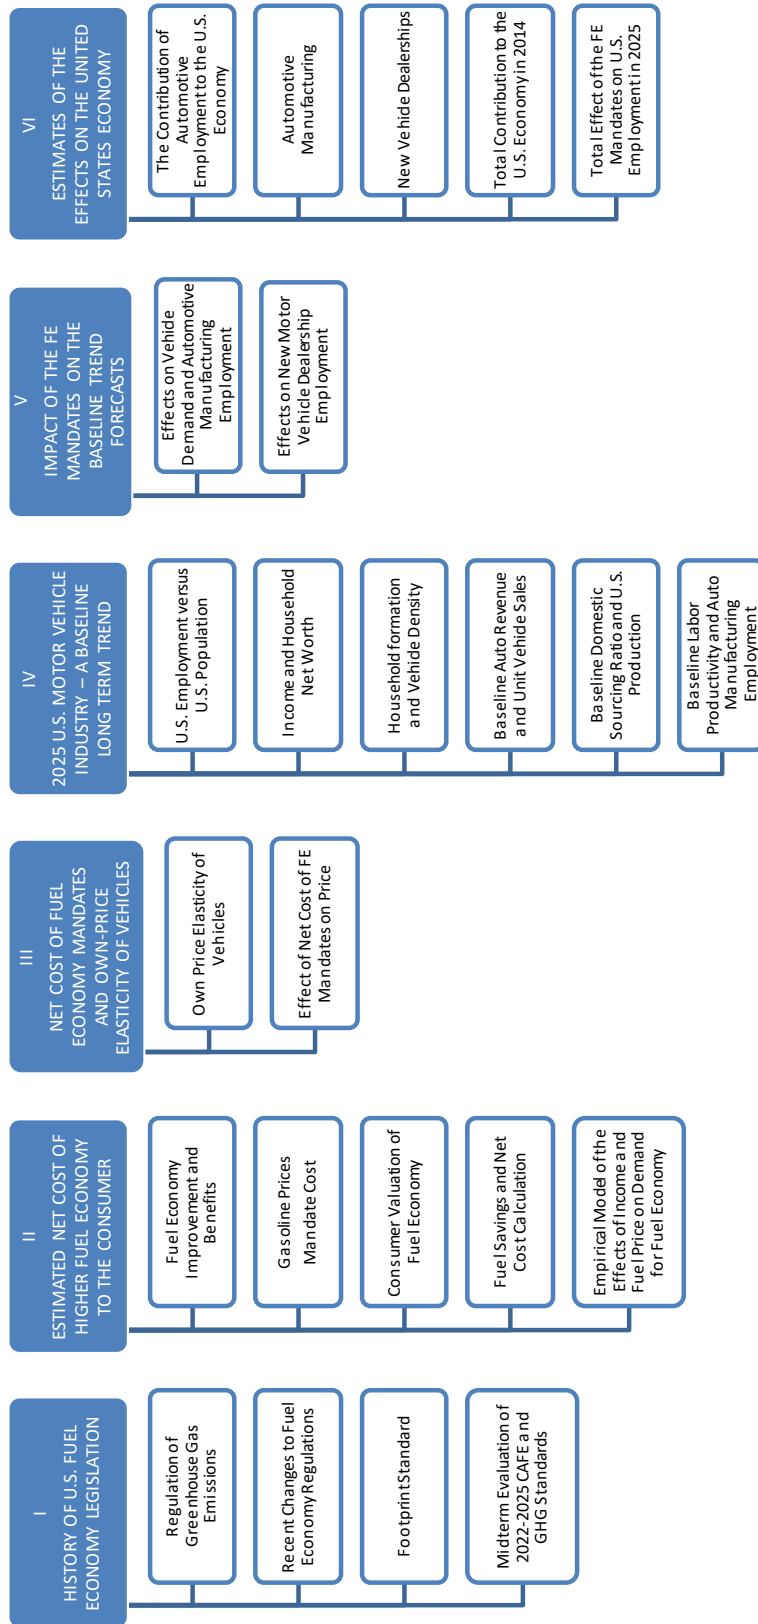 I
HISTORY OF U.S. FUEL
ECONOMY LEGISLATION
Regulation of
Greenhouse Gas
Emissions
Recent Changes to Fuel
Economy Regulations
Footprint Standard
Midterm Evaluation of
2022-2025 CAFE and
GHG Standards
II
ESTIMATED NET COST OF
HIGHER FUEL ECONOMY
TO THE CONSUMER
Fuel Economy
Improvement and
Benefits
Gasoline Prices
Mandate Cost
Consumer Valuation of
Fuel Economy
Fuel Savings and Net
Cost Calculation
Empirical Model of the
Effects of Income and
Fuel Price on Demand
for Fuel Economy
III
NET COST OF FUEL
ECONOMY MANDATES
AND OWN-PRICE
ELASTICITY OF VEHICLES
Own Price Elasticity of
Vehicles
Effect of Net Cost of FE
Mandates on Price
IV
2025 U.S. MOTOR VEHICLE
INDUSTRY – A BASELINE
LONG TERM TREND
U.S. Employment versus
U.S. Population
Income and Household
Net Worth
Household formation
and Vehicle Density
Baseline Auto Revenue
and Unit Vehicle Sales
Baseline Domestic
Sourcing Ratio and U.S.
Production
Baseline Labor
Productivity and Auto
Manufacturing
Employment
V
IMPACT OF THE FE
MANDATES ON THE
BASELINE TREND
FORECASTS
Effects on Vehicle
Demand and Automotive
Manufacturing
Employment
Effects on New Motor
Vehicle Dealership
Employment
VI
ESTIMATES OF THE
EFFECTS ON THE UNITED
STATES ECONOMY
The Contribution of
Automotive
Employment to the U.S.
Economy
Automotive
Manufacturing
New Vehicle Dealerships
Total Contribution to the
U.S. Economy in 2014
Total Effect of the FE
Mandates on U.S.
Employment in 2025